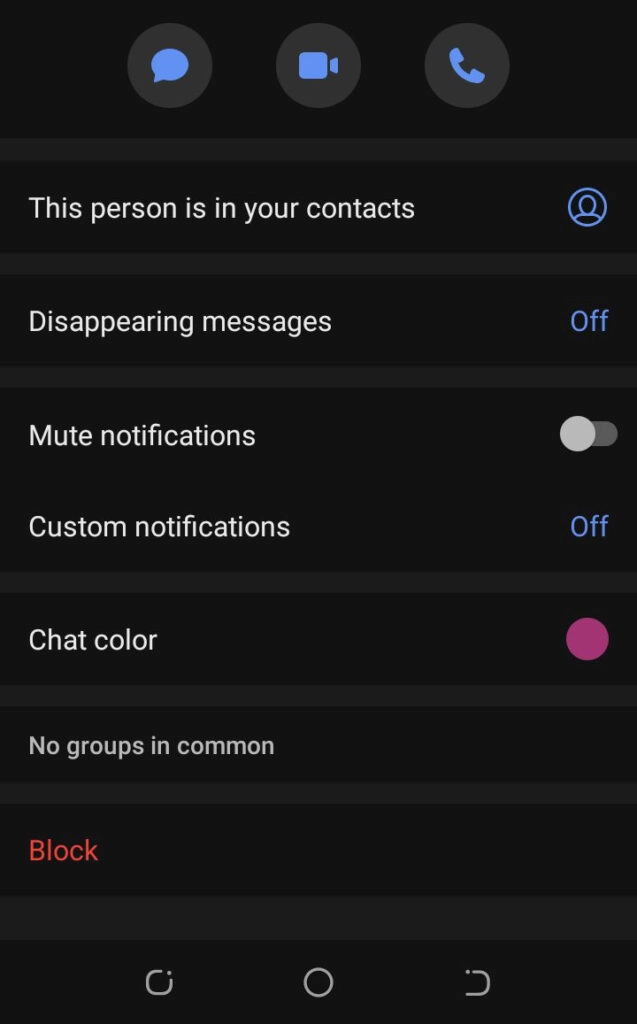 This person is in your contacts
Disappearing messages Off
Mute notifications
Custom notifications Off
Chat color
No groups in common
Block